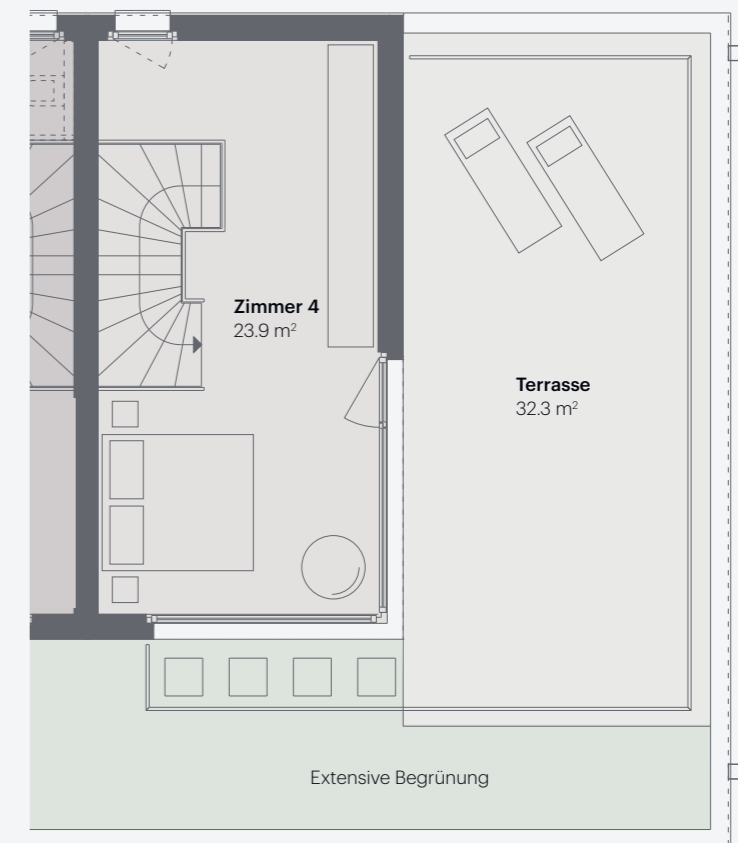 Zimmer 4
23.9 m²
Terrasse
32.3 m²
Extensive Begrünung